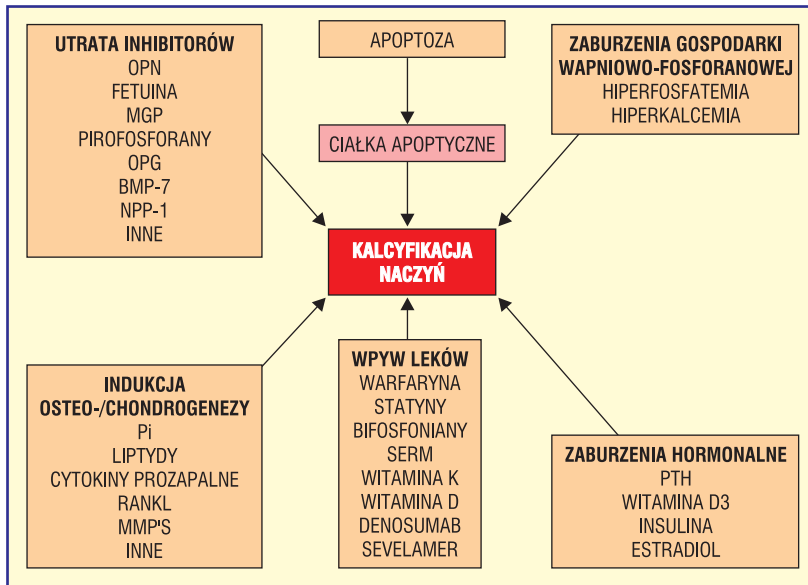 UTRATA INHIBITORÓW
OPN
FETUINA
MGP
PIROFOSFORANY
OPG
BMP-7
NPP-1
INNE
APOPTOZA
CIAŁKA APOPTYCZNE
ZABURZENIA GOSPODARKI
WAPNIOWO-FOSFORANOWEJ
HIPERFOSFATEMIA
HIPERKALCEMIA
KALCYFIKACJA
NACZYŃ
INDUKCJA
OSTEO-/CHONDROGENEZY
Pi
LIPTYDY
CYTOKINY PROZAPALNE
RANKL
MMP'S
INNE
WPYW LEKÓW
WARFARYNA
STATYNY
BIFOSFONIANY
SERM
WITAMINA K
WITAMINA D
DENOSUMAB
SEVELAMER
ZABURZENIA HORMONALNE
PTH
WITAMINA D3
INSULINA
ESTRADIOL